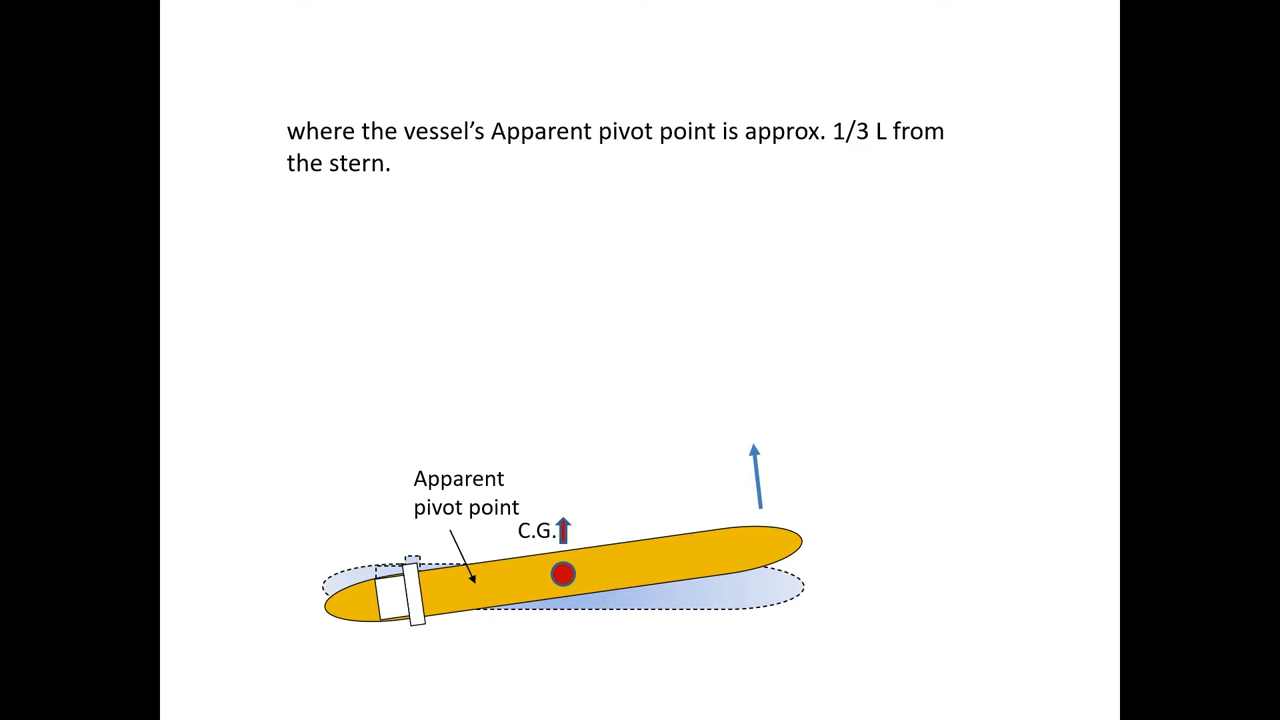 where the vessel’s Apparent pivot point is approx. 1/3 L from
the stern.
Apparent
pivot point
C.G.